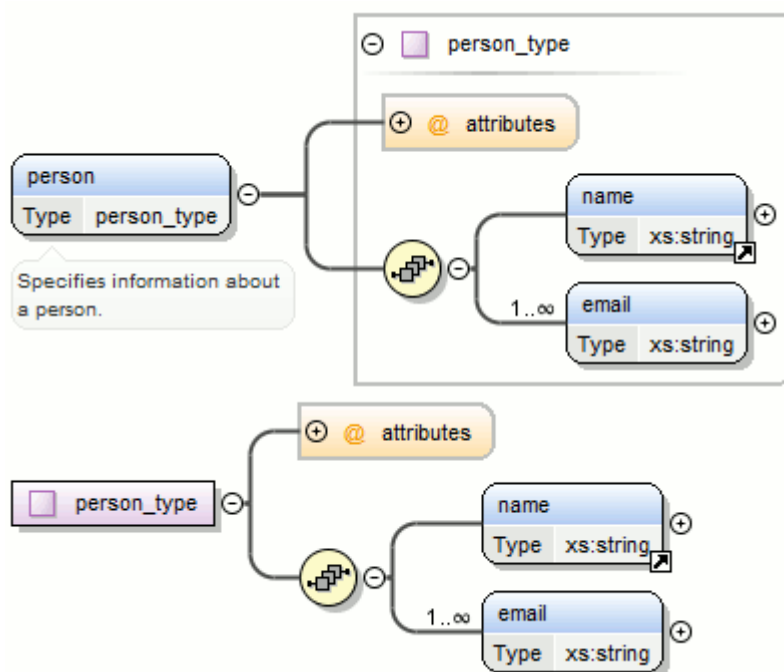 person_type
@ attributes
person
Type person_type
Specifies information about
a person.
name
Type xs:string
1..∞
email
Type xs:string
@ attributes
person_type
name
Type xs:string
1..∞
email
Type xs:string